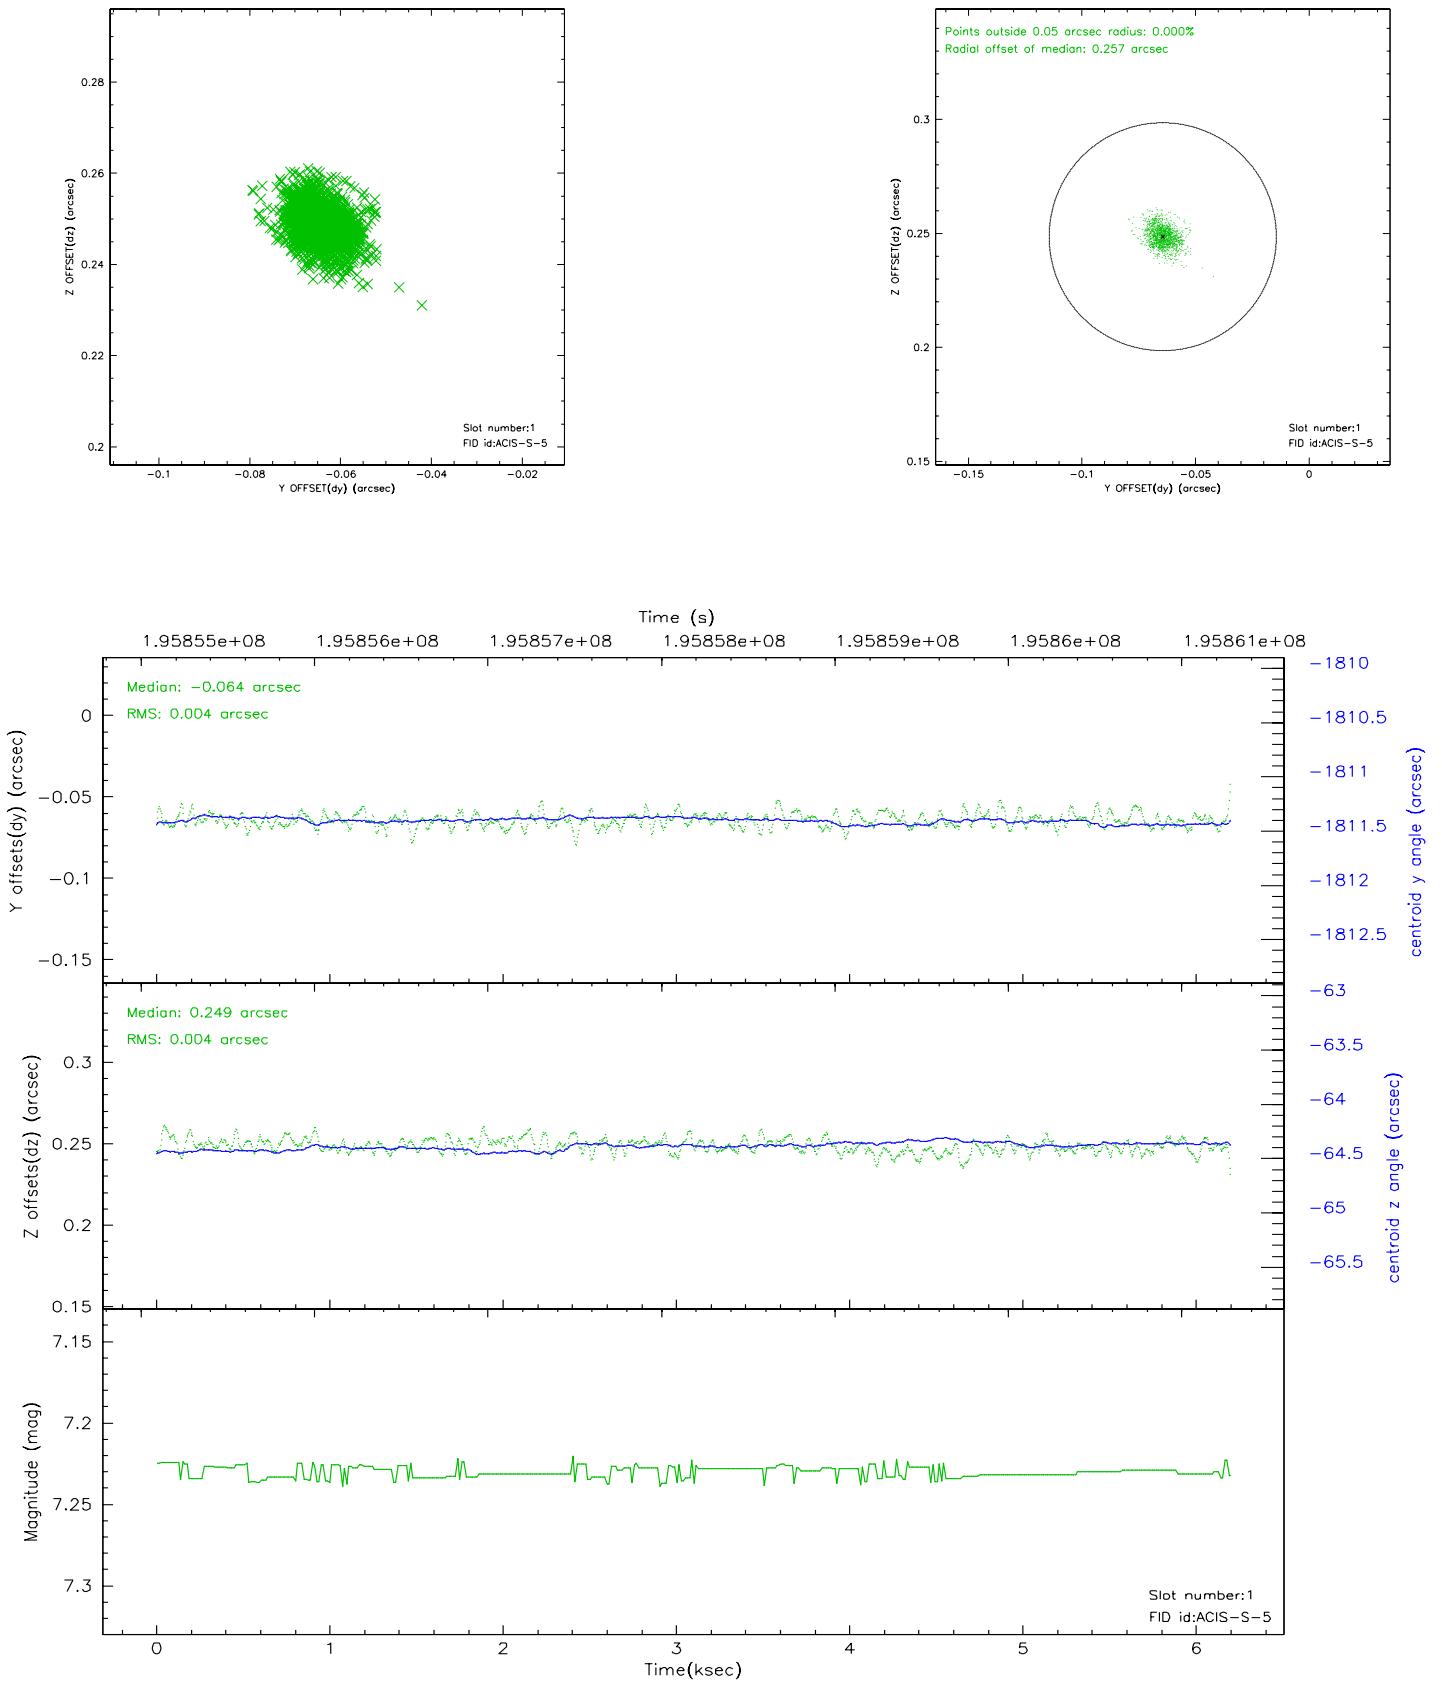 0.28
0.26
0.24
0.22
0.2
Z OFFSET(dz) (arcsec)
Slot number:1
FID id:ACIS-S-5
-0.1 -0.08 -0.06 -0.04 -0.02
Y OFFSET(dy) (arcsec)
Points outside 0.05 arcsec radius: 0.000%
Radial offset of median: 0.257 arcsec
0.3
0.25
0.2
0.15
Z OFFSET(dz) (arcsec)
Slot number:1
FID id:ACIS-S-5
-0.15 -0.1 -0.05 0
Y OFFSET(dy) (arcsec)
Time (s)
1.95855e+08 1.95856e+08 1.95857e+08 1.95858e+08 1.95859e+08 1.9586e+08 1.95861e+08
Median: -0.064 arcsec
RMS: 0.004 arcsec
0
-0.05
-0.1
-0.15
Y offsets(dy) (arcsec)
-1810
-1810.5
-1811
-1811.5
-1812
-1812.5
centroid y angle (arcsec)
Median: 0.249 arcsec
RMS: 0.004 arcsec
0.3
0.25
0.2
0.15
Z offsets(dz) (arcsec)
-63
-63.5
-64
-64.5
-65
-65.5
centroid z angle (arcsec)
7.15
7.2
7.25
7.3
Magnitude (mag)
Slot number:1
FID id:ACIS-S-5
0 1 2 3 4 5 6
Time(ksec)